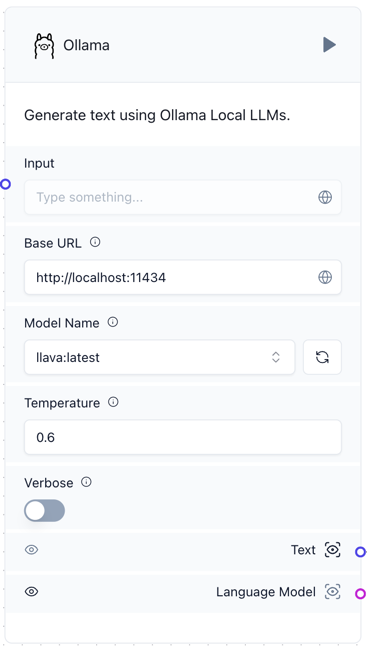 Ollama
Generate text using Ollama Local LLMs.
Input
Type something...
Base URL
http://localhost:11434
Model Name
llava:latest
Temperature
0.6
Verbose
Text
Language Model